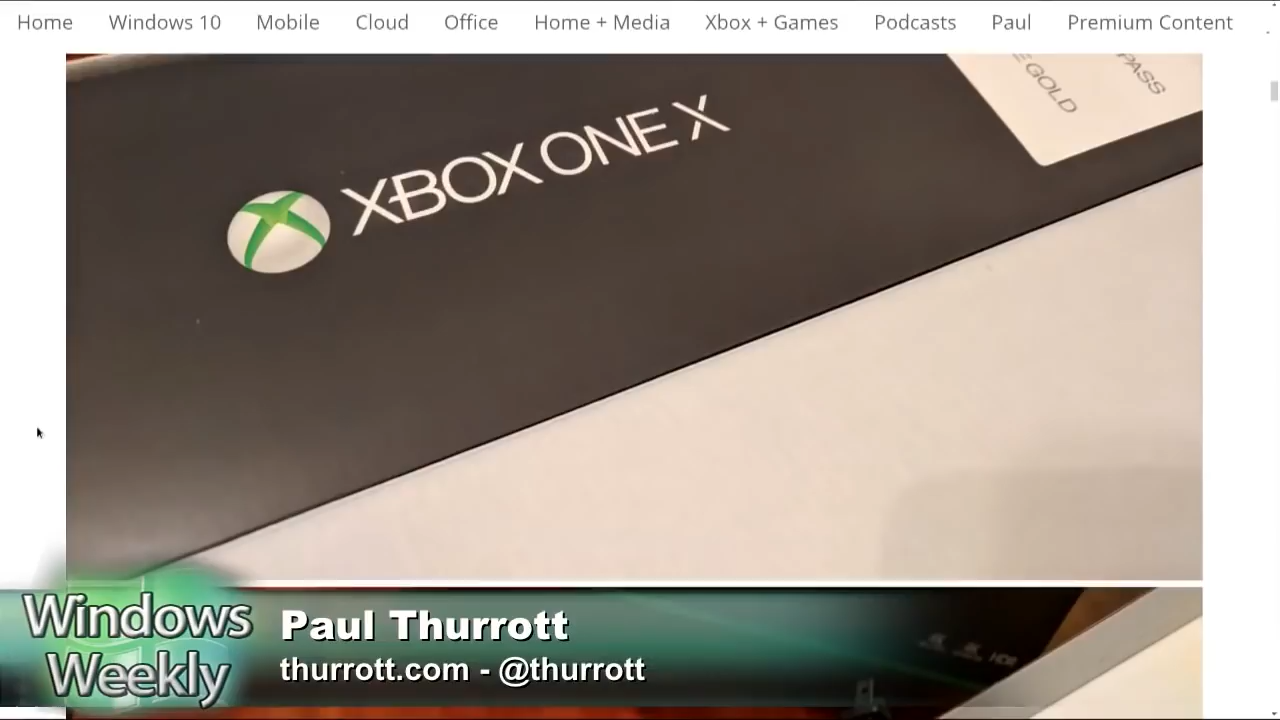 Home Windows 10 Mobile Cloud Office Home + Media Xbox + Games Podcasts Paul Premium Content
PASS
E GOLD
XBOX ONE X
Windows
Weekly
Paul Thurrott
thurrott.com - @thurrott
HDR